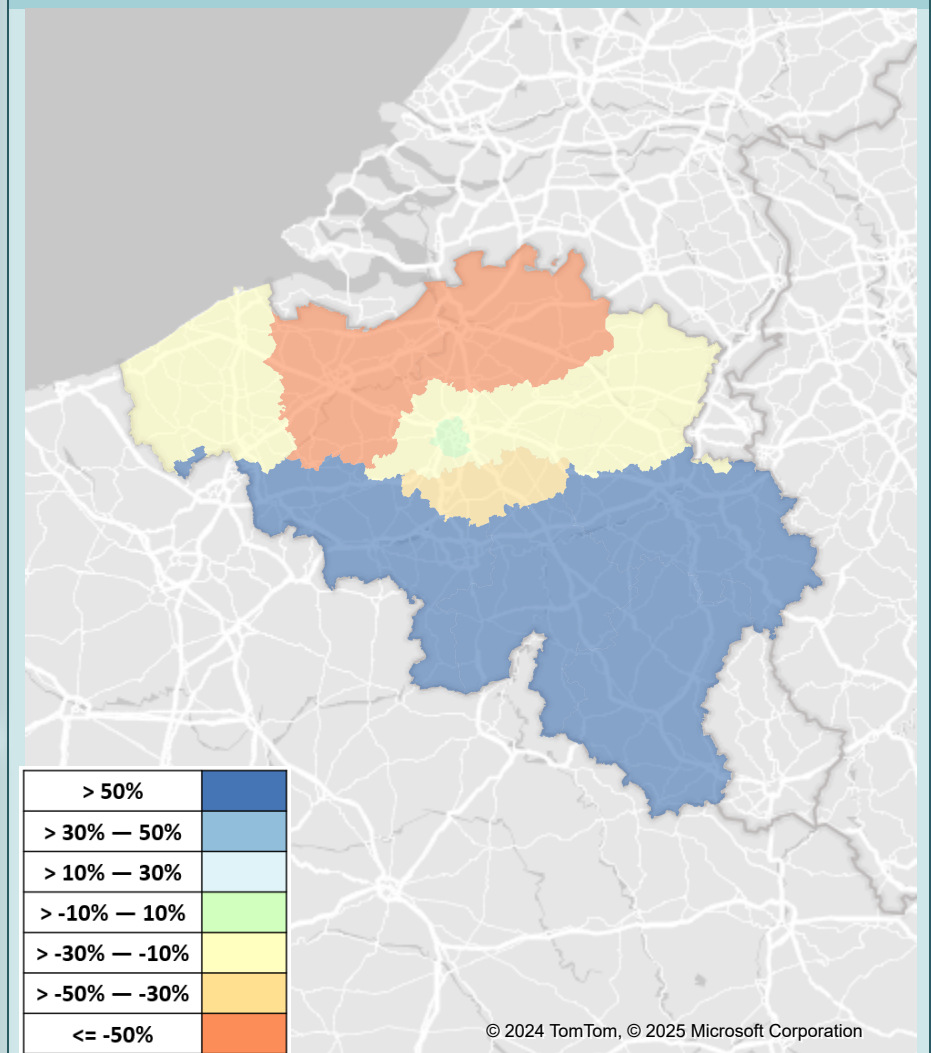 > 50%
> 30% — 50%
> 10% — 30%
> -10% — 10%
> -30% — -10%
> -50% — -30%
<= -50%
© 2024 TomTom, © 2025 Microsoft Corporation